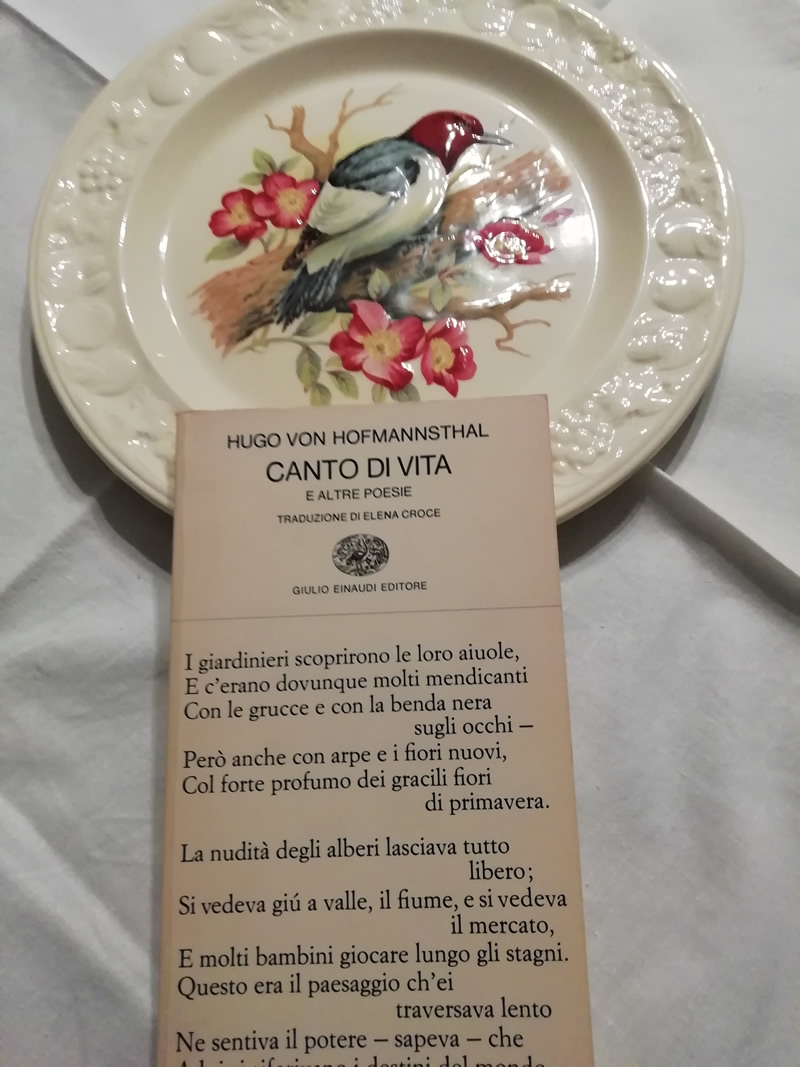 HUGO VON HOFMANNSTHAL
CANTO DI VITA
E ALTRE POESIE
TRADUZIONE DI ELENA CROCE
GIULIO EINAUDI EDITORE
I giardinieri scoprirono le loro aiuole,
E c'erano dovunque molti mendicanti
Con le grucce e con la benda nera
sugli occhi –
Però anche con arpe e i fiori nuovi,
Col forte profumo dei gracili fiori
di primavera.
La nudità degli alberi lasciava tutto
libero;
Si vedeva giú a valle, il fiume, e si vedeva
il mercato,
E molti bambini giocare lungo gli stagni.
Questo era il paesaggio ch'ei
traversava lento
Ne sentiva il potere – sapeva – che
i destini del mondo